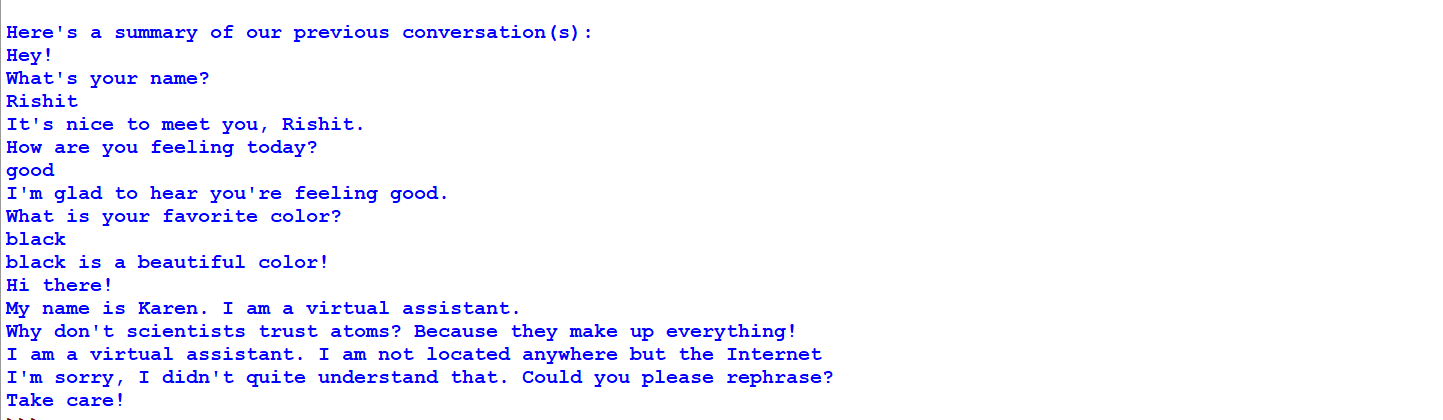 Here's a summary of our previous conversation(s):
Hey!
What's your name?
Rishit
It's nice to meet you, Rishit.
How are you feeling today?
good
I'm glad to hear you're feeling good.
What is your favorite color?
black
black is a beautiful color!
Hi there!
My name is Karen. I am a virtual assistant.
Why don't scientists trust atoms? Because they make up everything!
I am a virtual assistant. I am not located anywhere but the Internet
I'm sorry, I didn't quite understand that. Could you please rephrase?
Take care!